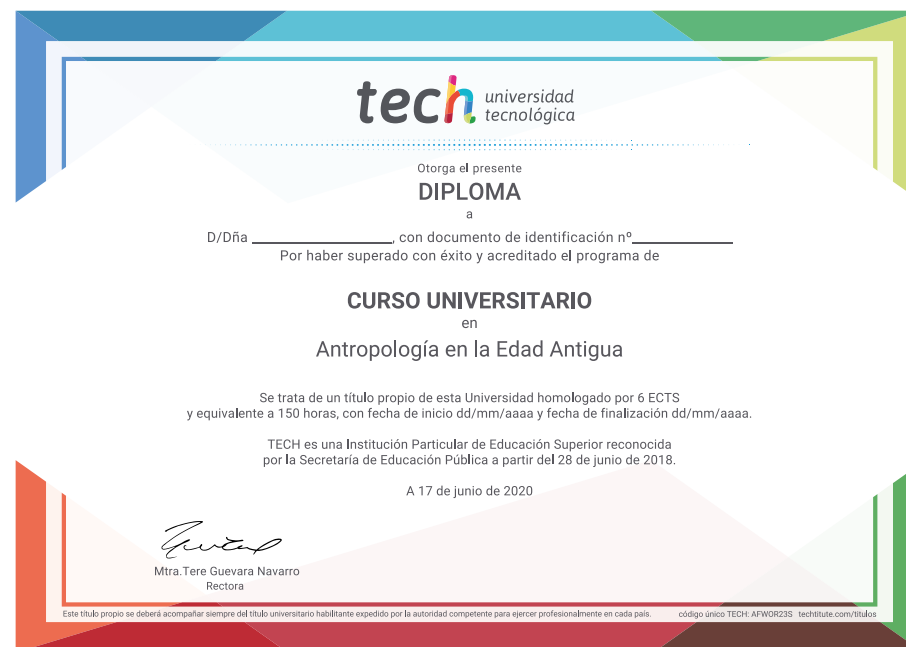 tech universidad
tecnológica
Otorga el presente
DIPLOMA
a
D/Dña ____________________, con documento de identificación nº______________
Por haber superado con éxito y acreditado el programa de
CURSO UNIVERSITARIO
en
Antropología en la Edad Antigua
Se trata de un título propio de esta Universidad homologado por 6 ECTS
y equivalente a 150 horas, con fecha de inicio dd/mm/aaaa y fecha de finalización dd/mm/aaaa.
TECH es una Institución Particular de Educación Superior reconocida
por la Secretaría de Educación Pública a partir del 28 de junio de 2018.
A 17 de junio de 2020
Mtra.Tere Guevara Navarro
Rectora
Este título propio se deberá acompañar siempre del título universitario habilitante expedido por la autoridad competente para ejercer profesionalmente en cada país. código único TECH: AFWOR23S techtitute.com/titulos